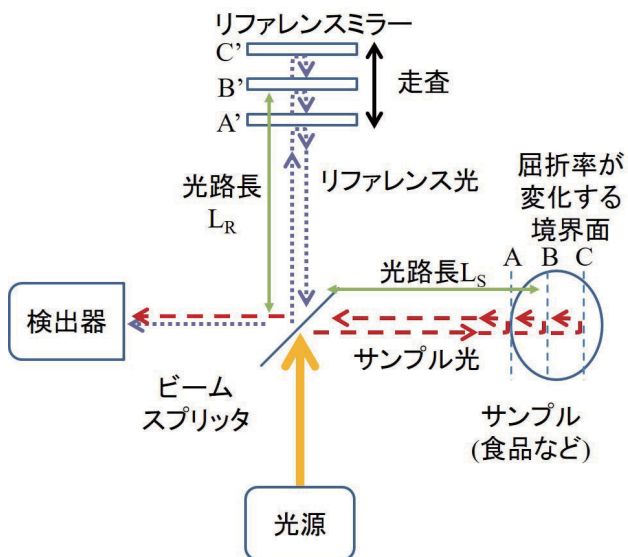 リファレンスミラー
C’
B’
A’
走査
光路長
L_R
リファレンス光
屈折率が
変化する
境界面
A B C
光路長L_S
検出器
サンプル光
ビーム
スプリッタ
サンプル
(食品など)
光源